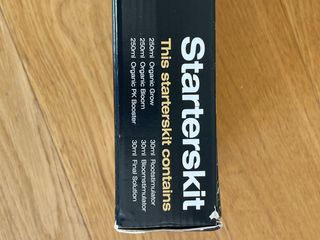 Starterskit
This starterskit contains
250ml Organic Grow
250ml Organic Bloom
250ml Organic PK Booster
30ml Rootstimulator
30ml Bloomstimulator
30ml Final Solution